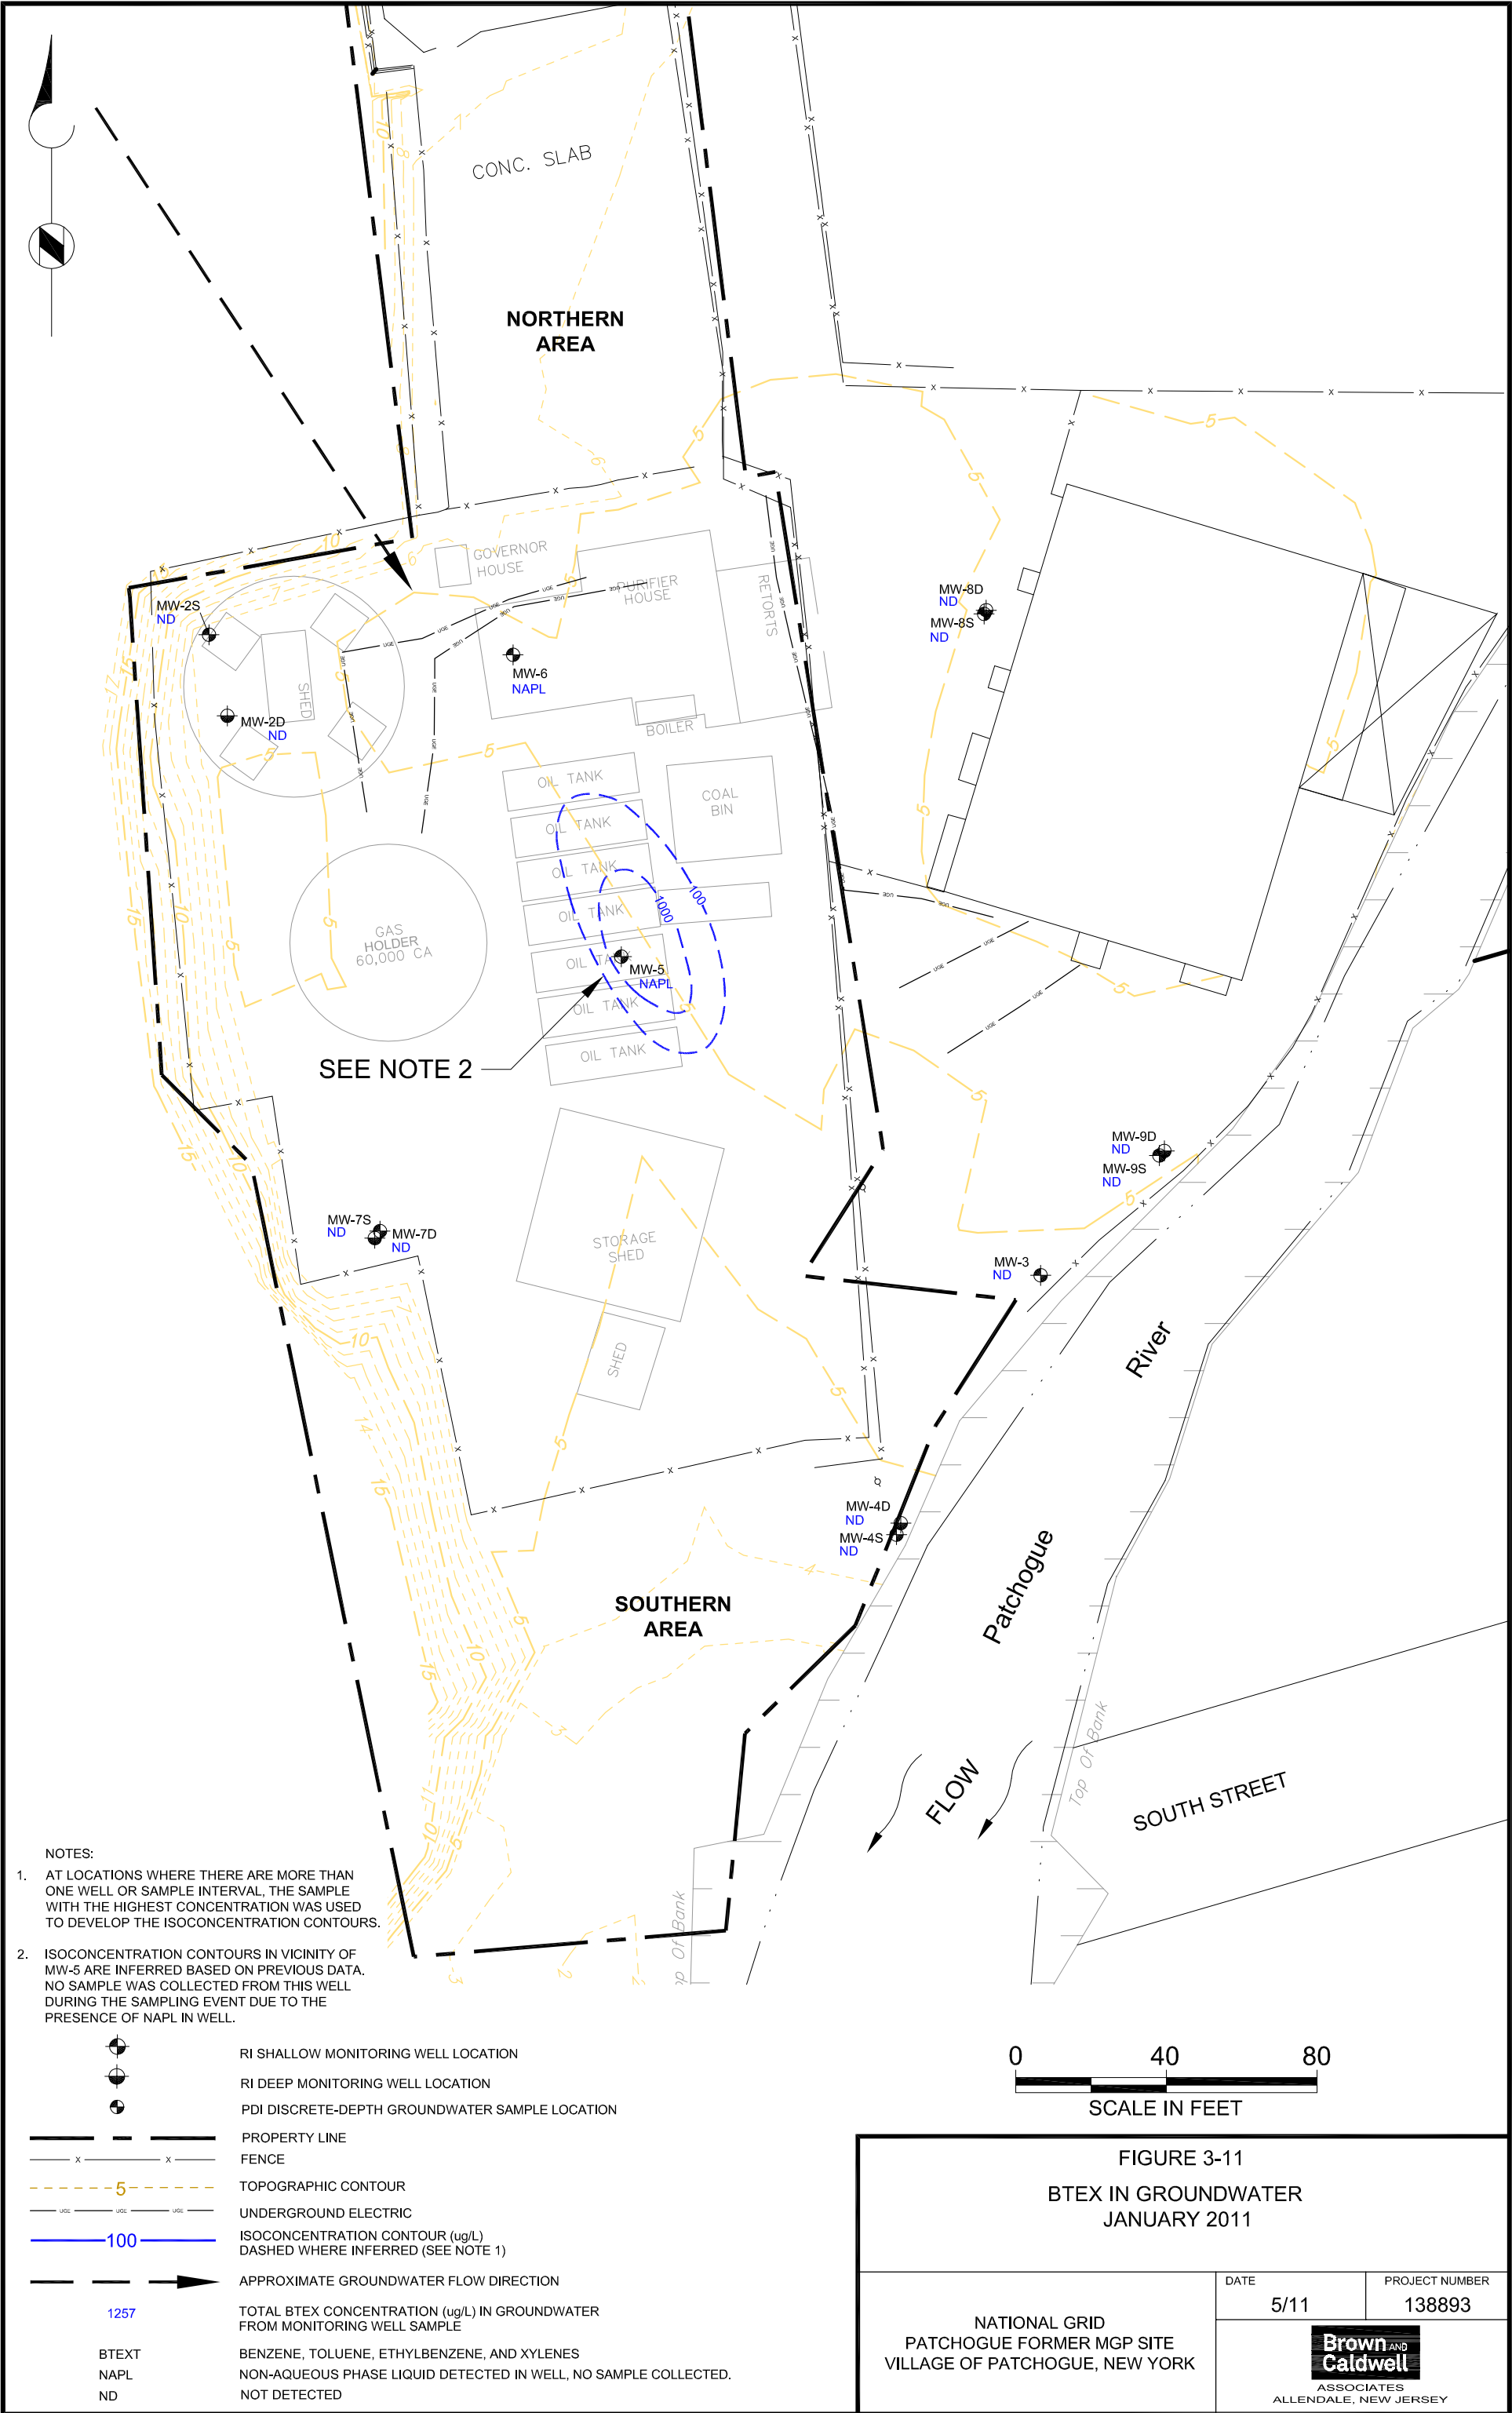 CONC. SLAB
NORTHERN
AREA
GOVERNOR
HOUSE
PURIFIER
HOUSE
RETORTS
MW-2S
ND
SHED
MW-2D
ND
MW-6
NAPL
BOILER
MW-8D
ND
MW-8S
ND
OIL TANK
OIL TANK
OIL TANK
OIL TANK
OIL TANK
OIL TANK
OIL TANK
COAL
BIN
100
1000
GAS
HOLDER
60,000 CA
MW-5
NAPL
SEE NOTE 2
MW-9D
ND
MW-9S
ND
MW-7S
ND
MW-7D
ND
STORAGE
SHED
SHED
MW-3
ND
River
Patchogue
MW-4D
ND
MW-4S
ND
SOUTHERN
AREA
FLOW
Top Of Bank
SOUTH STREET
op Of Bank
NOTES:
1. AT LOCATIONS WHERE THERE ARE MORE THAN
ONE WELL OR SAMPLE INTERVAL, THE SAMPLE
WITH THE HIGHEST CONCENTRATION WAS USED
TO DEVELOP THE ISOCONCENTRATION CONTOURS.
2. ISOCONCENTRATION CONTOURS IN VICINITY OF
MW-5 ARE INFERRED BASED ON PREVIOUS DATA.
NO SAMPLE WAS COLLECTED FROM THIS WELL
DURING THE SAMPLING EVENT DUE TO THE
PRESENCE OF NAPL IN WELL.
RI SHALLOW MONITORING WELL LOCATION
RI DEEP MONITORING WELL LOCATION
PDI DISCRETE-DEPTH GROUNDWATER SAMPLE LOCATION
PROPERTY LINE
X X FENCE
5 TOPOGRAPHIC CONTOUR
UGE UGE UGE UNDERGROUND ELECTRIC
100 ISOCONCENTRATION CONTOUR (ug/L)
DASHED WHERE INFERRED (SEE NOTE 1)
APPROXIMATE GROUNDWATER FLOW DIRECTION
1257 TOTAL BTEX CONCENTRATION (ug/L) IN GROUNDWATER
FROM MONITORING WELL SAMPLE
BTEXT BENZENE, TOLUENE, ETHYLBENZENE, AND XYLENES
NAPL NON-AQUEOUS PHASE LIQUID DETECTED IN WELL, NO SAMPLE COLLECTED.
ND NOT DETECTED
0 40 80
SCALE IN FEET
FIGURE 3-11
BTEX IN GROUNDWATER
JANUARY 2011
NATIONAL GRID
PATCHOGUE FORMER MGP SITE
VILLAGE OF PATCHOGUE, NEW YORK
DATE
5/11
PROJECT NUMBER
138893
Brown AND
Caldwell
ASSOCIATES
ALLENDALE, NEW JERSEY